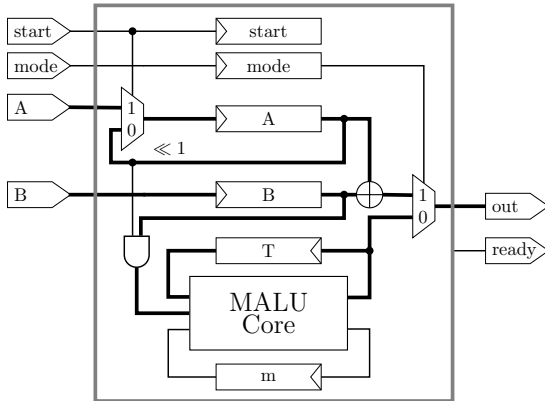 start start
mode mode
A 1 A
0
≪ 1
B B 1 out
0
T ready
MALU
Core
m